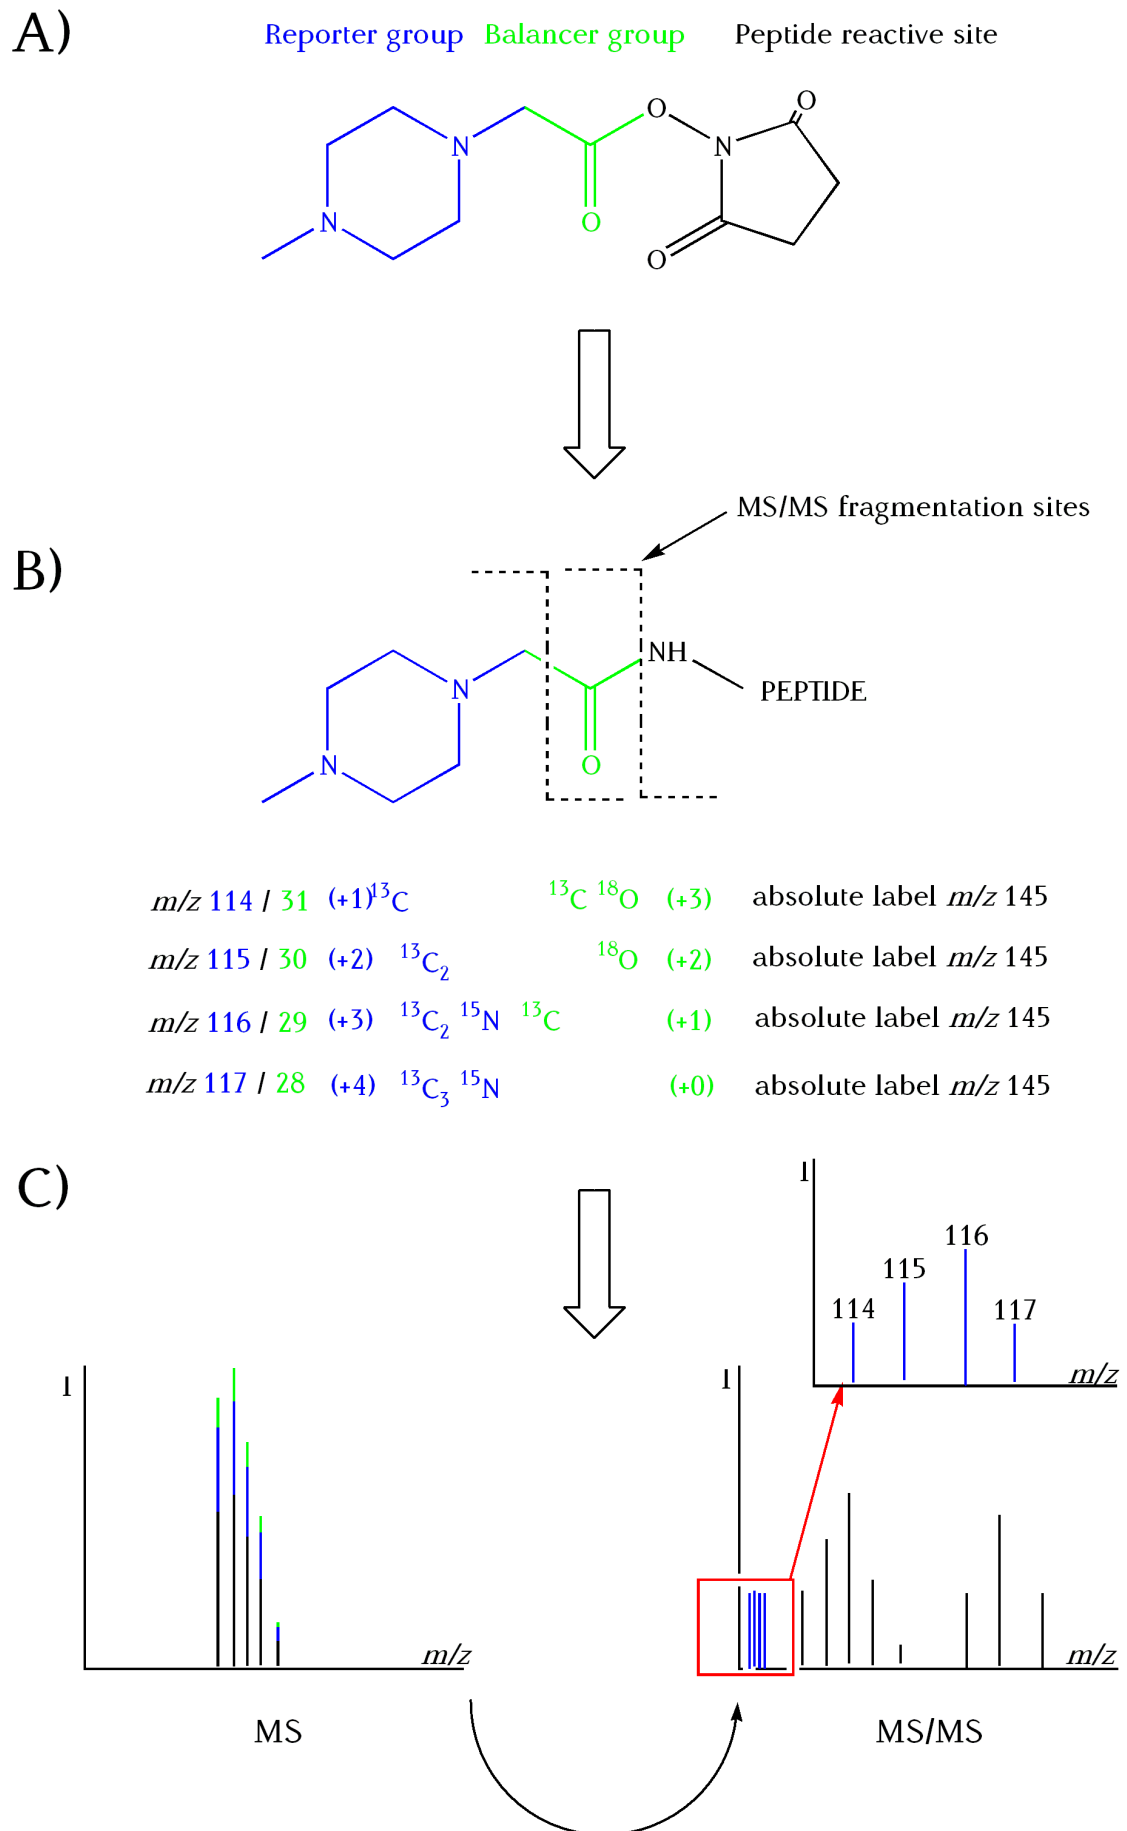 A)
Reporter group Balancer group Peptide reactive site
O
O
N
N
N
O
O
MS/MS fragmentation sites
B)
NH
N
PEPTIDE
N
O
m/z 114 / 31 (+1)¹³C ¹³C ¹⁸O (+3) absolute label m/z 145
m/z 115 / 30 (+2) ¹³C₂ ¹⁸O (+2) absolute label m/z 145
m/z 116 / 29 (+3) ¹³C₂ ¹⁵N ¹³C (+1) absolute label m/z 145
m/z 117 / 28 (+4) ¹³C₃ ¹⁵N (+0) absolute label m/z 145
C)
I
116
115
114
117
m/z
I
I
m/z
m/z
MS
MS/MS